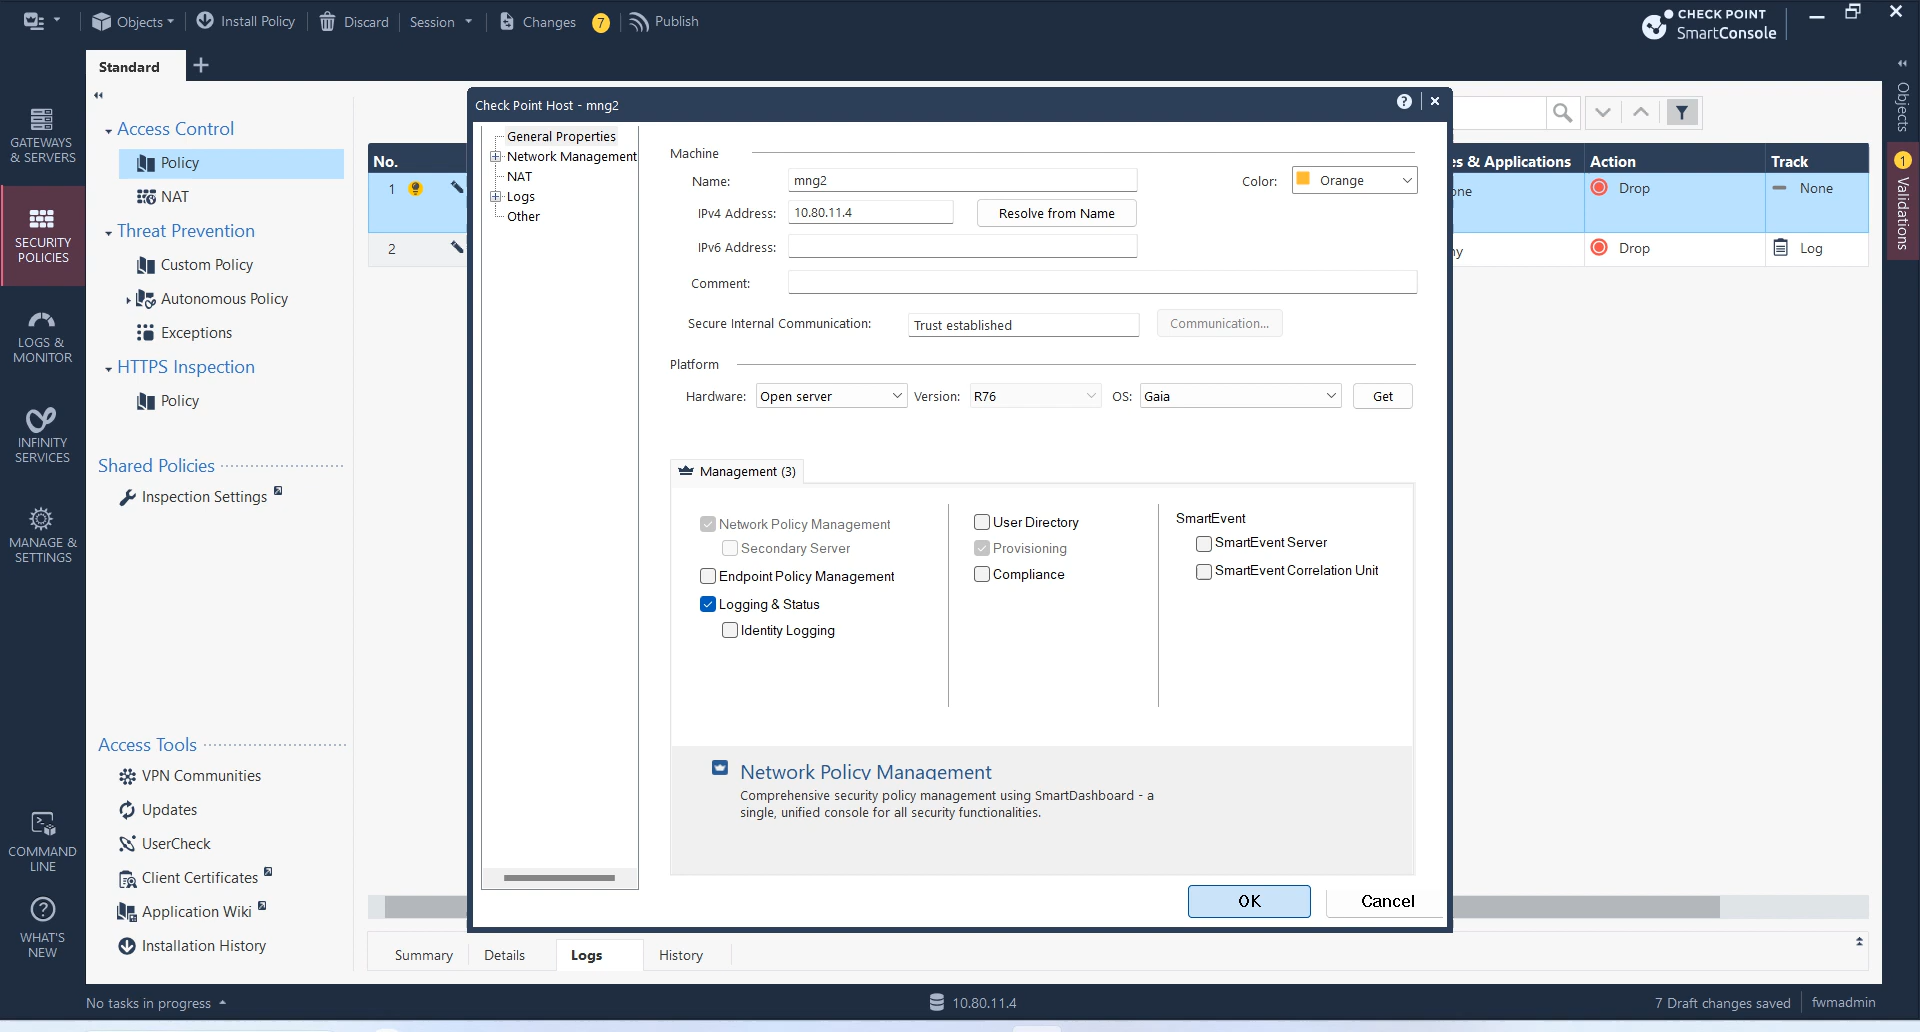 Objects
Install Policy
Discard
Session
Changes
7
Publish
CHECK POINT
SmartConsole
Standard
GATEWAYS
& SERVERS
SECURITY
POLICIES
LOGS &
MONITOR
INFINITY
SERVICES
MANAGE &
SETTINGS
COMMAND
LINE
WHAT'S
NEW
Access Control
Policy
NAT
Threat Prevention
Custom Policy
Autonomous Policy
Exceptions
HTTPS Inspection
Policy
Shared Policies
Inspection Settings
Access Tools
VPN Communities
Updates
UserCheck
Client Certificates
Application Wiki
Installation History
No.
1
2
Check Point Host - mng2
General Properties
Network Management
NAT
Logs
Other
Machine
Name:
mng2
Color:
Orange
IPv4 Address:
10.80.11.4
Resolve from Name
IPv6 Address:
Comment:
Secure Internal Communication:
Trust established
Communication...
Platform
Hardware:
Open server
Version:
R76
OS:
Gaia
Get
Management (3)
Network Policy Management
Secondary Server
Endpoint Policy Management
Logging & Status
Identity Logging
User Directory
Provisioning
Compliance
SmartEvent
SmartEvent Server
SmartEvent Correlation Unit
Network Policy Management
Comprehensive security policy management using SmartDashboard - a
single, unified console for all security functionalities.
OK
Cancel
es & Applications
Action
Track
one
Drop
None
ny
Drop
Log
Objects
1
Validations
Summary
Details
Logs
History
No tasks in progress
10.80.11.4
7 Draft changes saved
fwmadmin